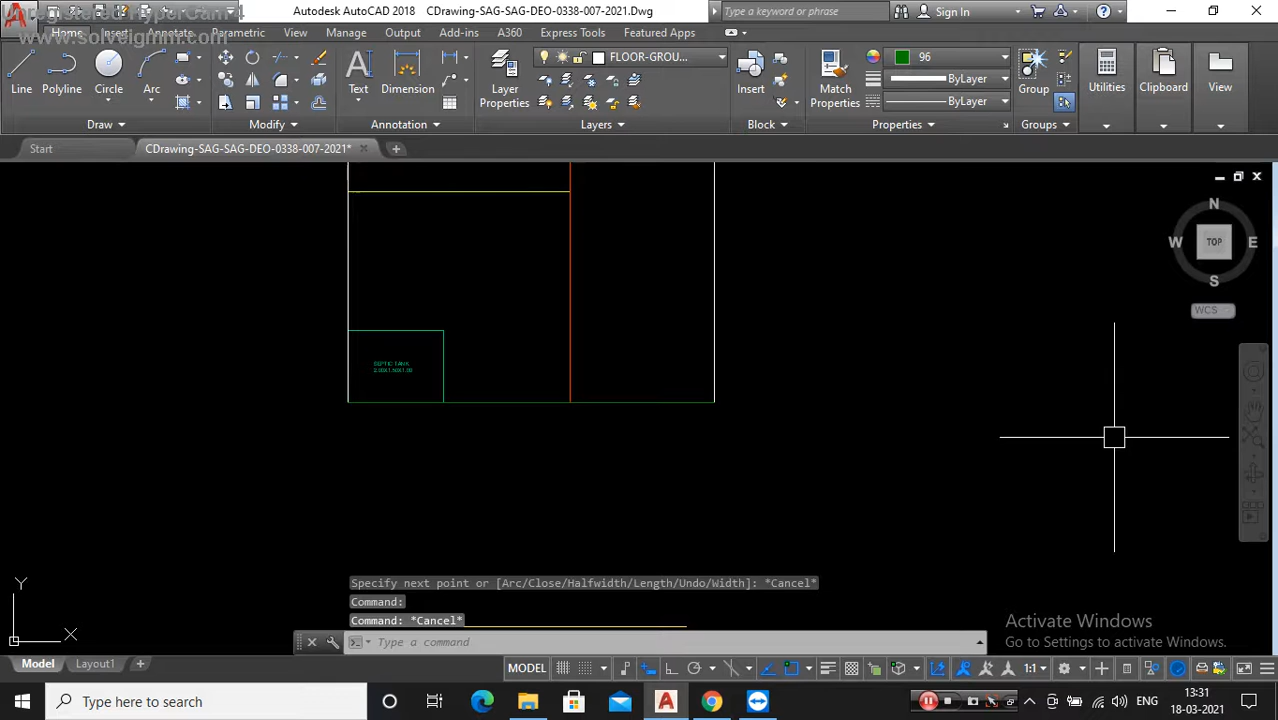 Unregistered HyperCam 4
www.solveigmm.com
Autodesk AutoCAD 2018 CDrawing-SAG-SAG-DEO-0338-007-2021.Dwg
Type a keyword or phrase
Sign In
Home Insert Annotate Parametric View Manage Output Add-ins A360 Express Tools Featured Apps
FLOOR-GROU...
96
ByLayer
ByLayer
Line Polyline Circle Arc
Text Dimension
Layer
Properties
Insert
Match
Properties
Group Utilities Clipboard View
Draw Modify Annotation Layers Block Properties Groups
Start CDrawing-SAG-SAG-DEO-0338-007-2021*
N
W TOP E
S
WCS
SEPTIC TANK
Specify next point or [Arc/Close/Halfwidth/Length/Undo/Width]: *Cancel*
Command:
Command: *Cancel*
Type a command
Y
X
Activate Windows
Go to Settings to activate Windows.
Model Layout1
MODEL 1:1
Type here to search
ENG
13:31
18-03-2021